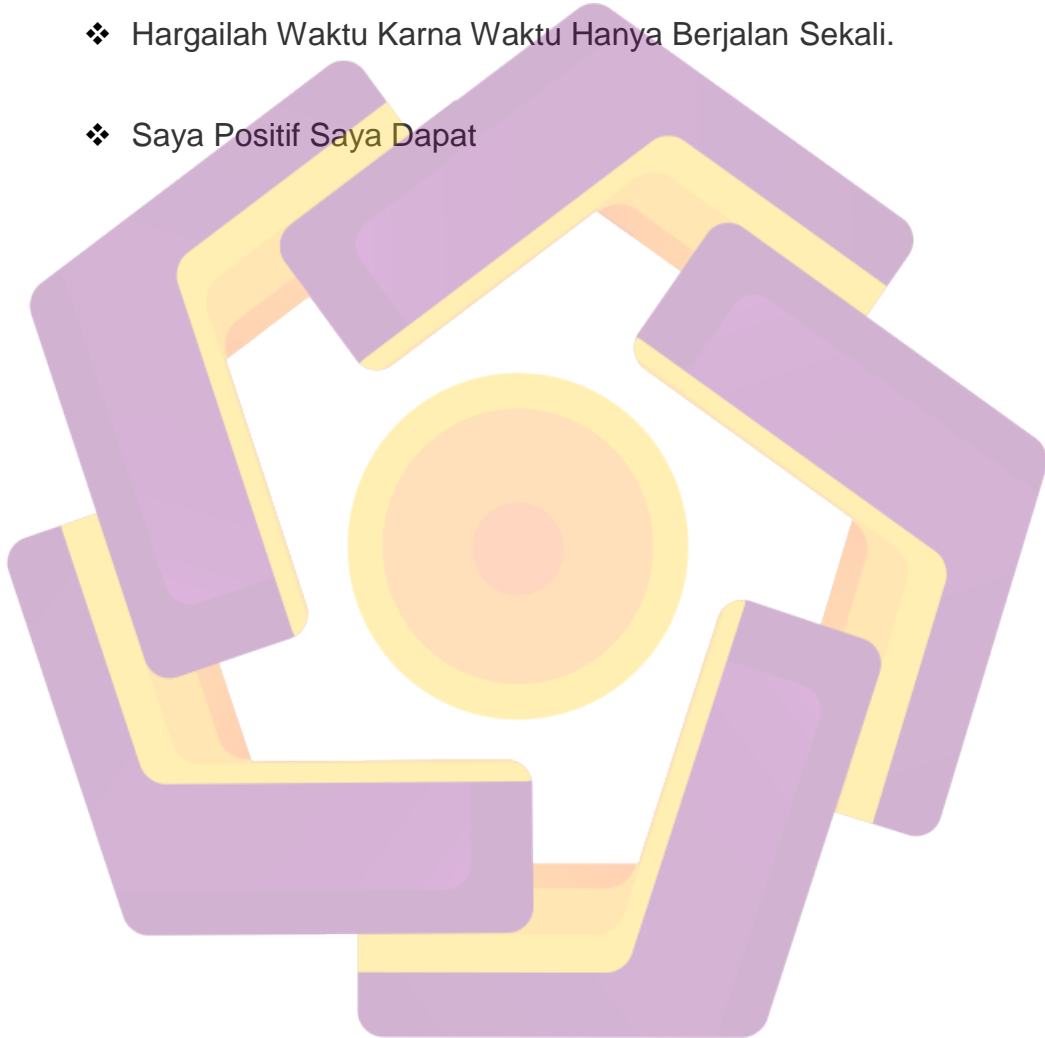 ❖ Hargailah Waktu Karna Waktu Hanya Berjalan Sekali.
❖ Saya Positif Saya Dapat